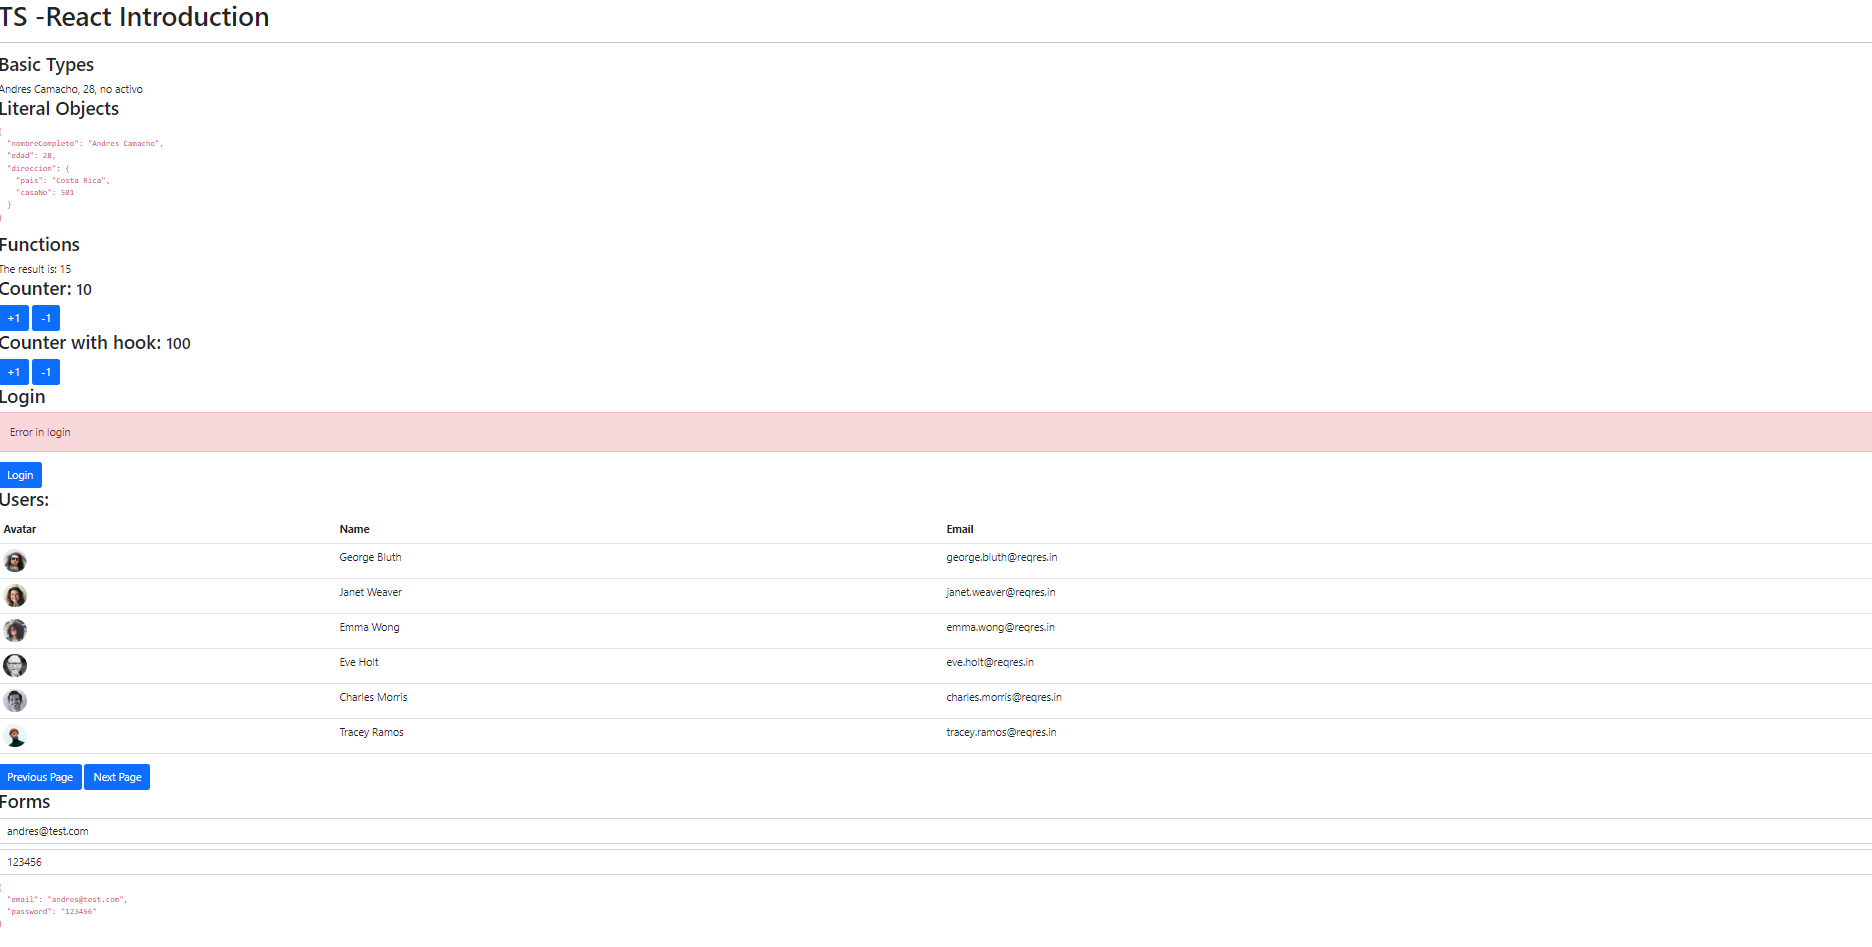 TS -React Introduction
Basic Types
Andres Camacho, 28, no activo
Literal Objects
{
"nombreCompleto": "Andres Camacho",
"edad": 28,
"direccion": {
"pais": "Costa Rica",
"casaNo": 501
}
}
Functions
The result is: 15
Counter: 10
+1 -1
Counter with hook: 100
+1 -1
Login
Error in login
Login
Users:
Avatar Name Email
George Bluth george.bluth@reqres.in
Janet Weaver janet.weaver@reqres.in
Emma Wong emma.wong@reqres.in
Eve Holt eve.holt@reqres.in
Charles Morris charles.morris@reqres.in
Tracey Ramos tracey.ramos@reqres.in
Previous Page Next Page
Forms
andres@test.com
123456
{
"email": "andres@test.com",
"password": "123456"
}